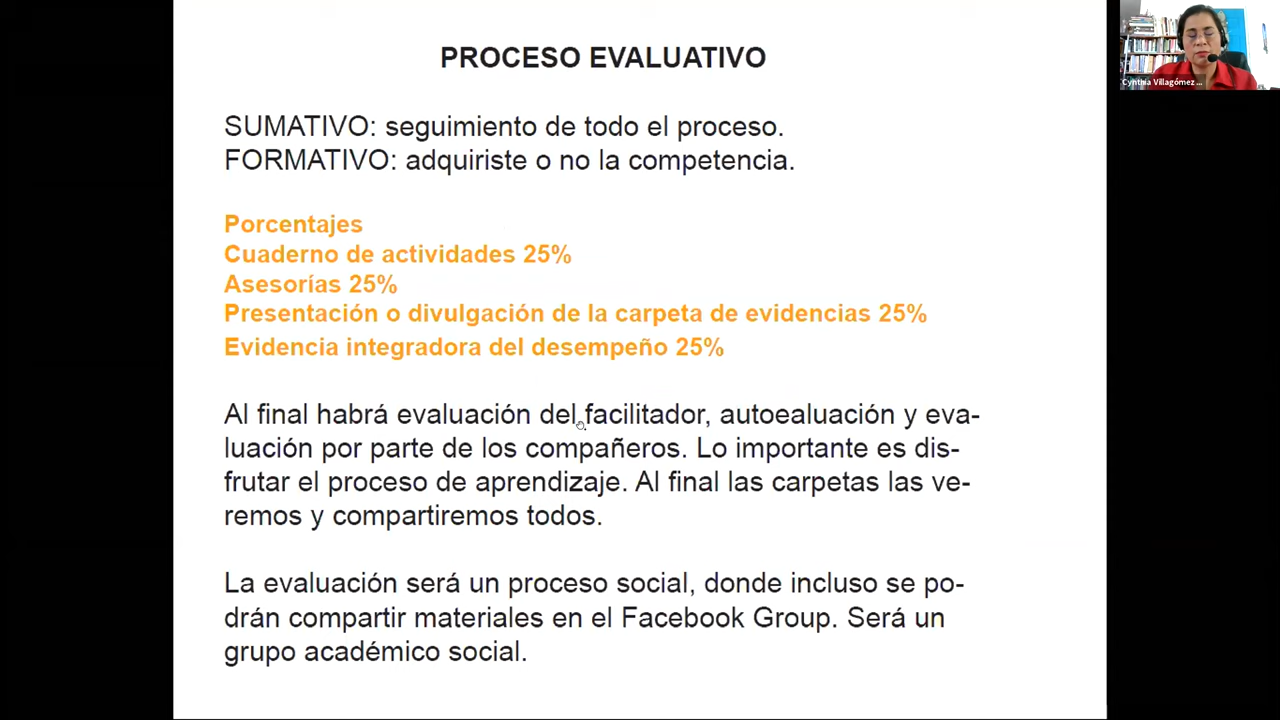 PROCESO EVALUATIVO
SUMATIVO: seguimiento de todo el proceso.
FORMATIVO: adquiriste o no la competencia.
Porcentajes
Cuaderno de actividades 25%
Asesorías 25%
Presentación o divulgación de la carpeta de evidencias 25%
Evidencia integradora del desempeño 25%
Al final habrá evaluación del facilitador, autoealuación y eva-
luación por parte de los compañeros. Lo importante es dis-
frutar el proceso de aprendizaje. Al final las carpetas las ve-
remos y compartiremos todos.
La evaluación será un proceso social, donde incluso se po-
drán compartir materiales en el Facebook Group. Será un
grupo académico social.
Cynthia Villagómez ...